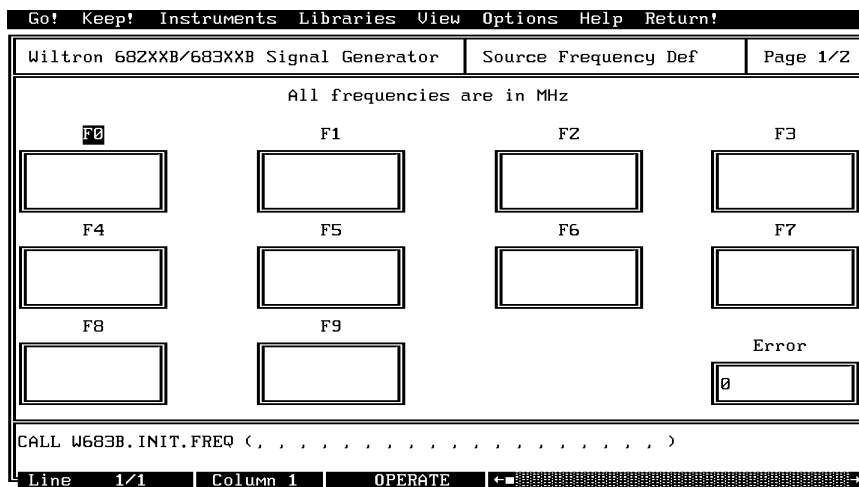 Go! Keep! Instruments Libraries View Options Help Return!
Wiltron 682XXB/683XXB Signal Generator Source Frequency Def Page 1/2
All frequencies are in MHz
F0 F1 F2 F3
F4 F5 F6 F7
F8 F9
Error
0
CALL W683B.INIT.FREQ (, , , , , , , , , , , , , , , , , , , )
Line 1/1 Column 1 OPERATE